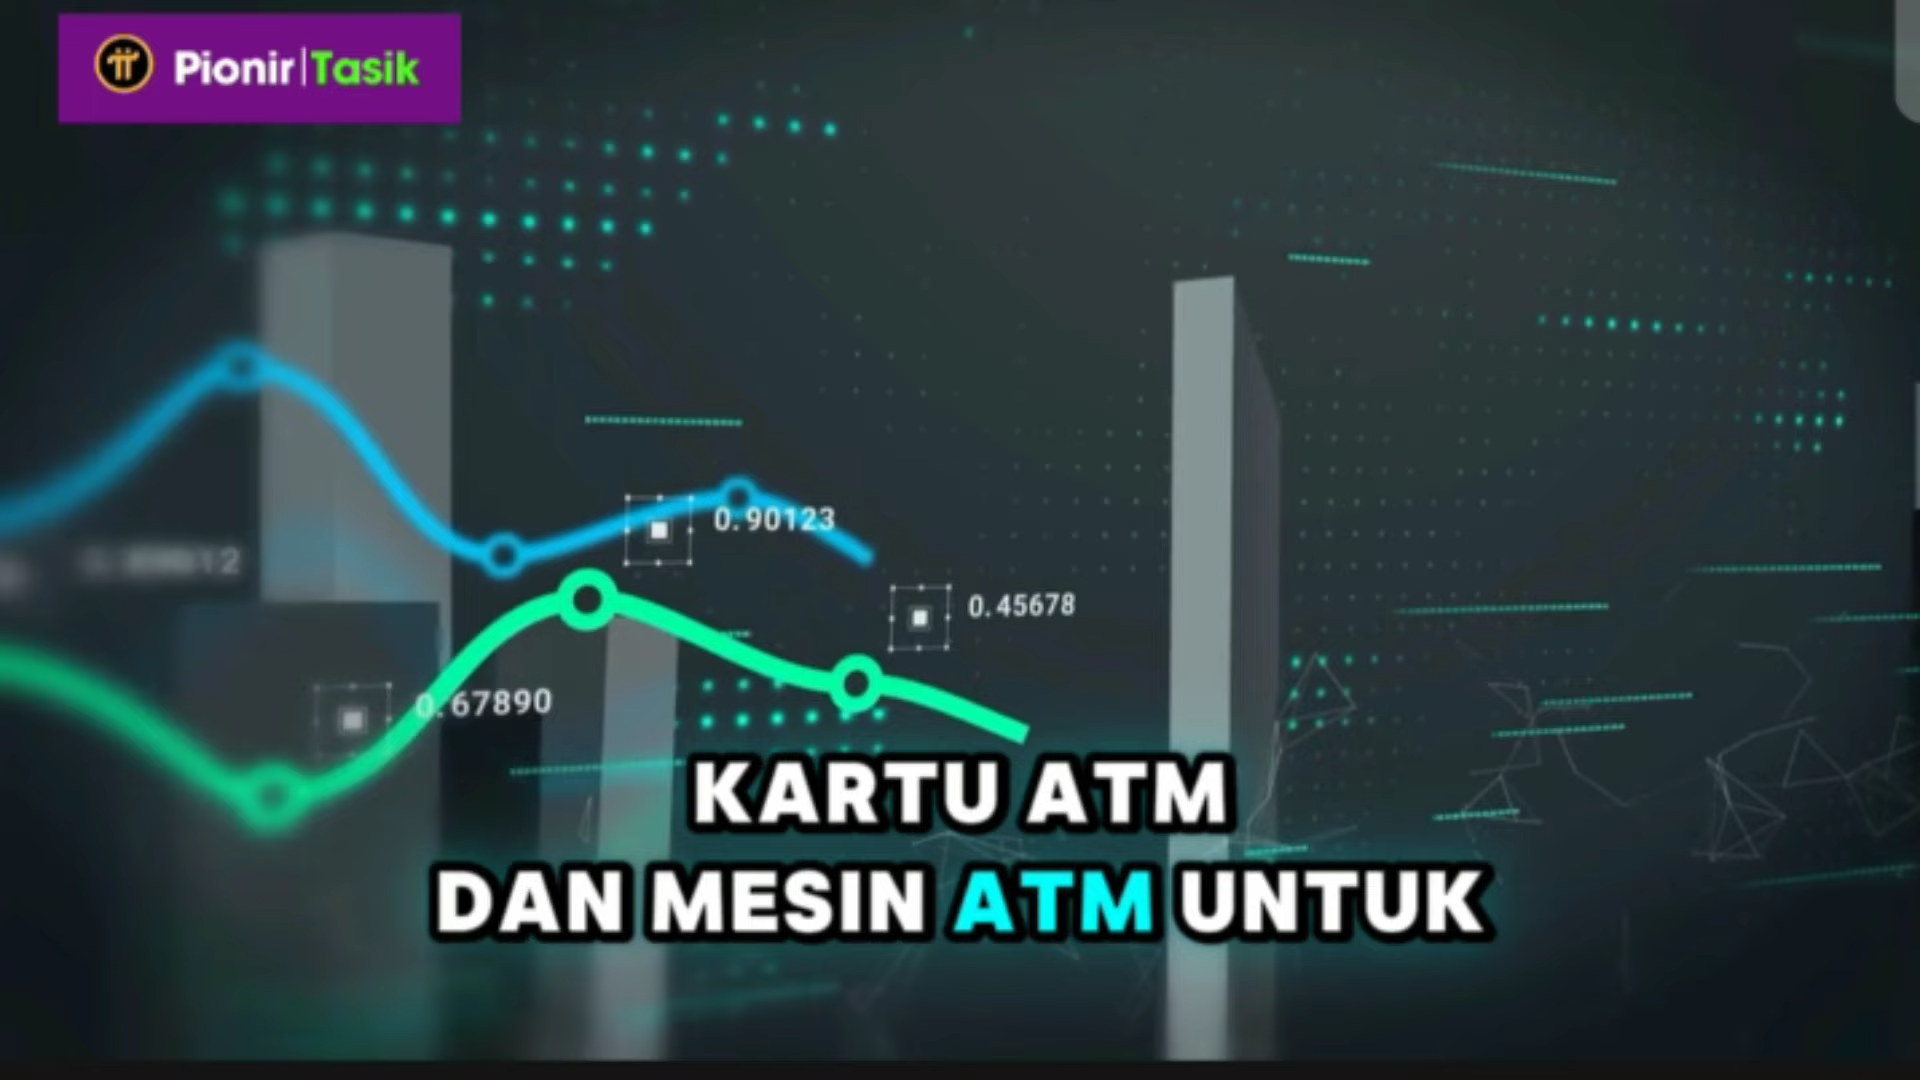 Pionir|Tasik
0.90123
0.45678
0.67890
KARTU ATM
DAN MESIN ATM UNTUK